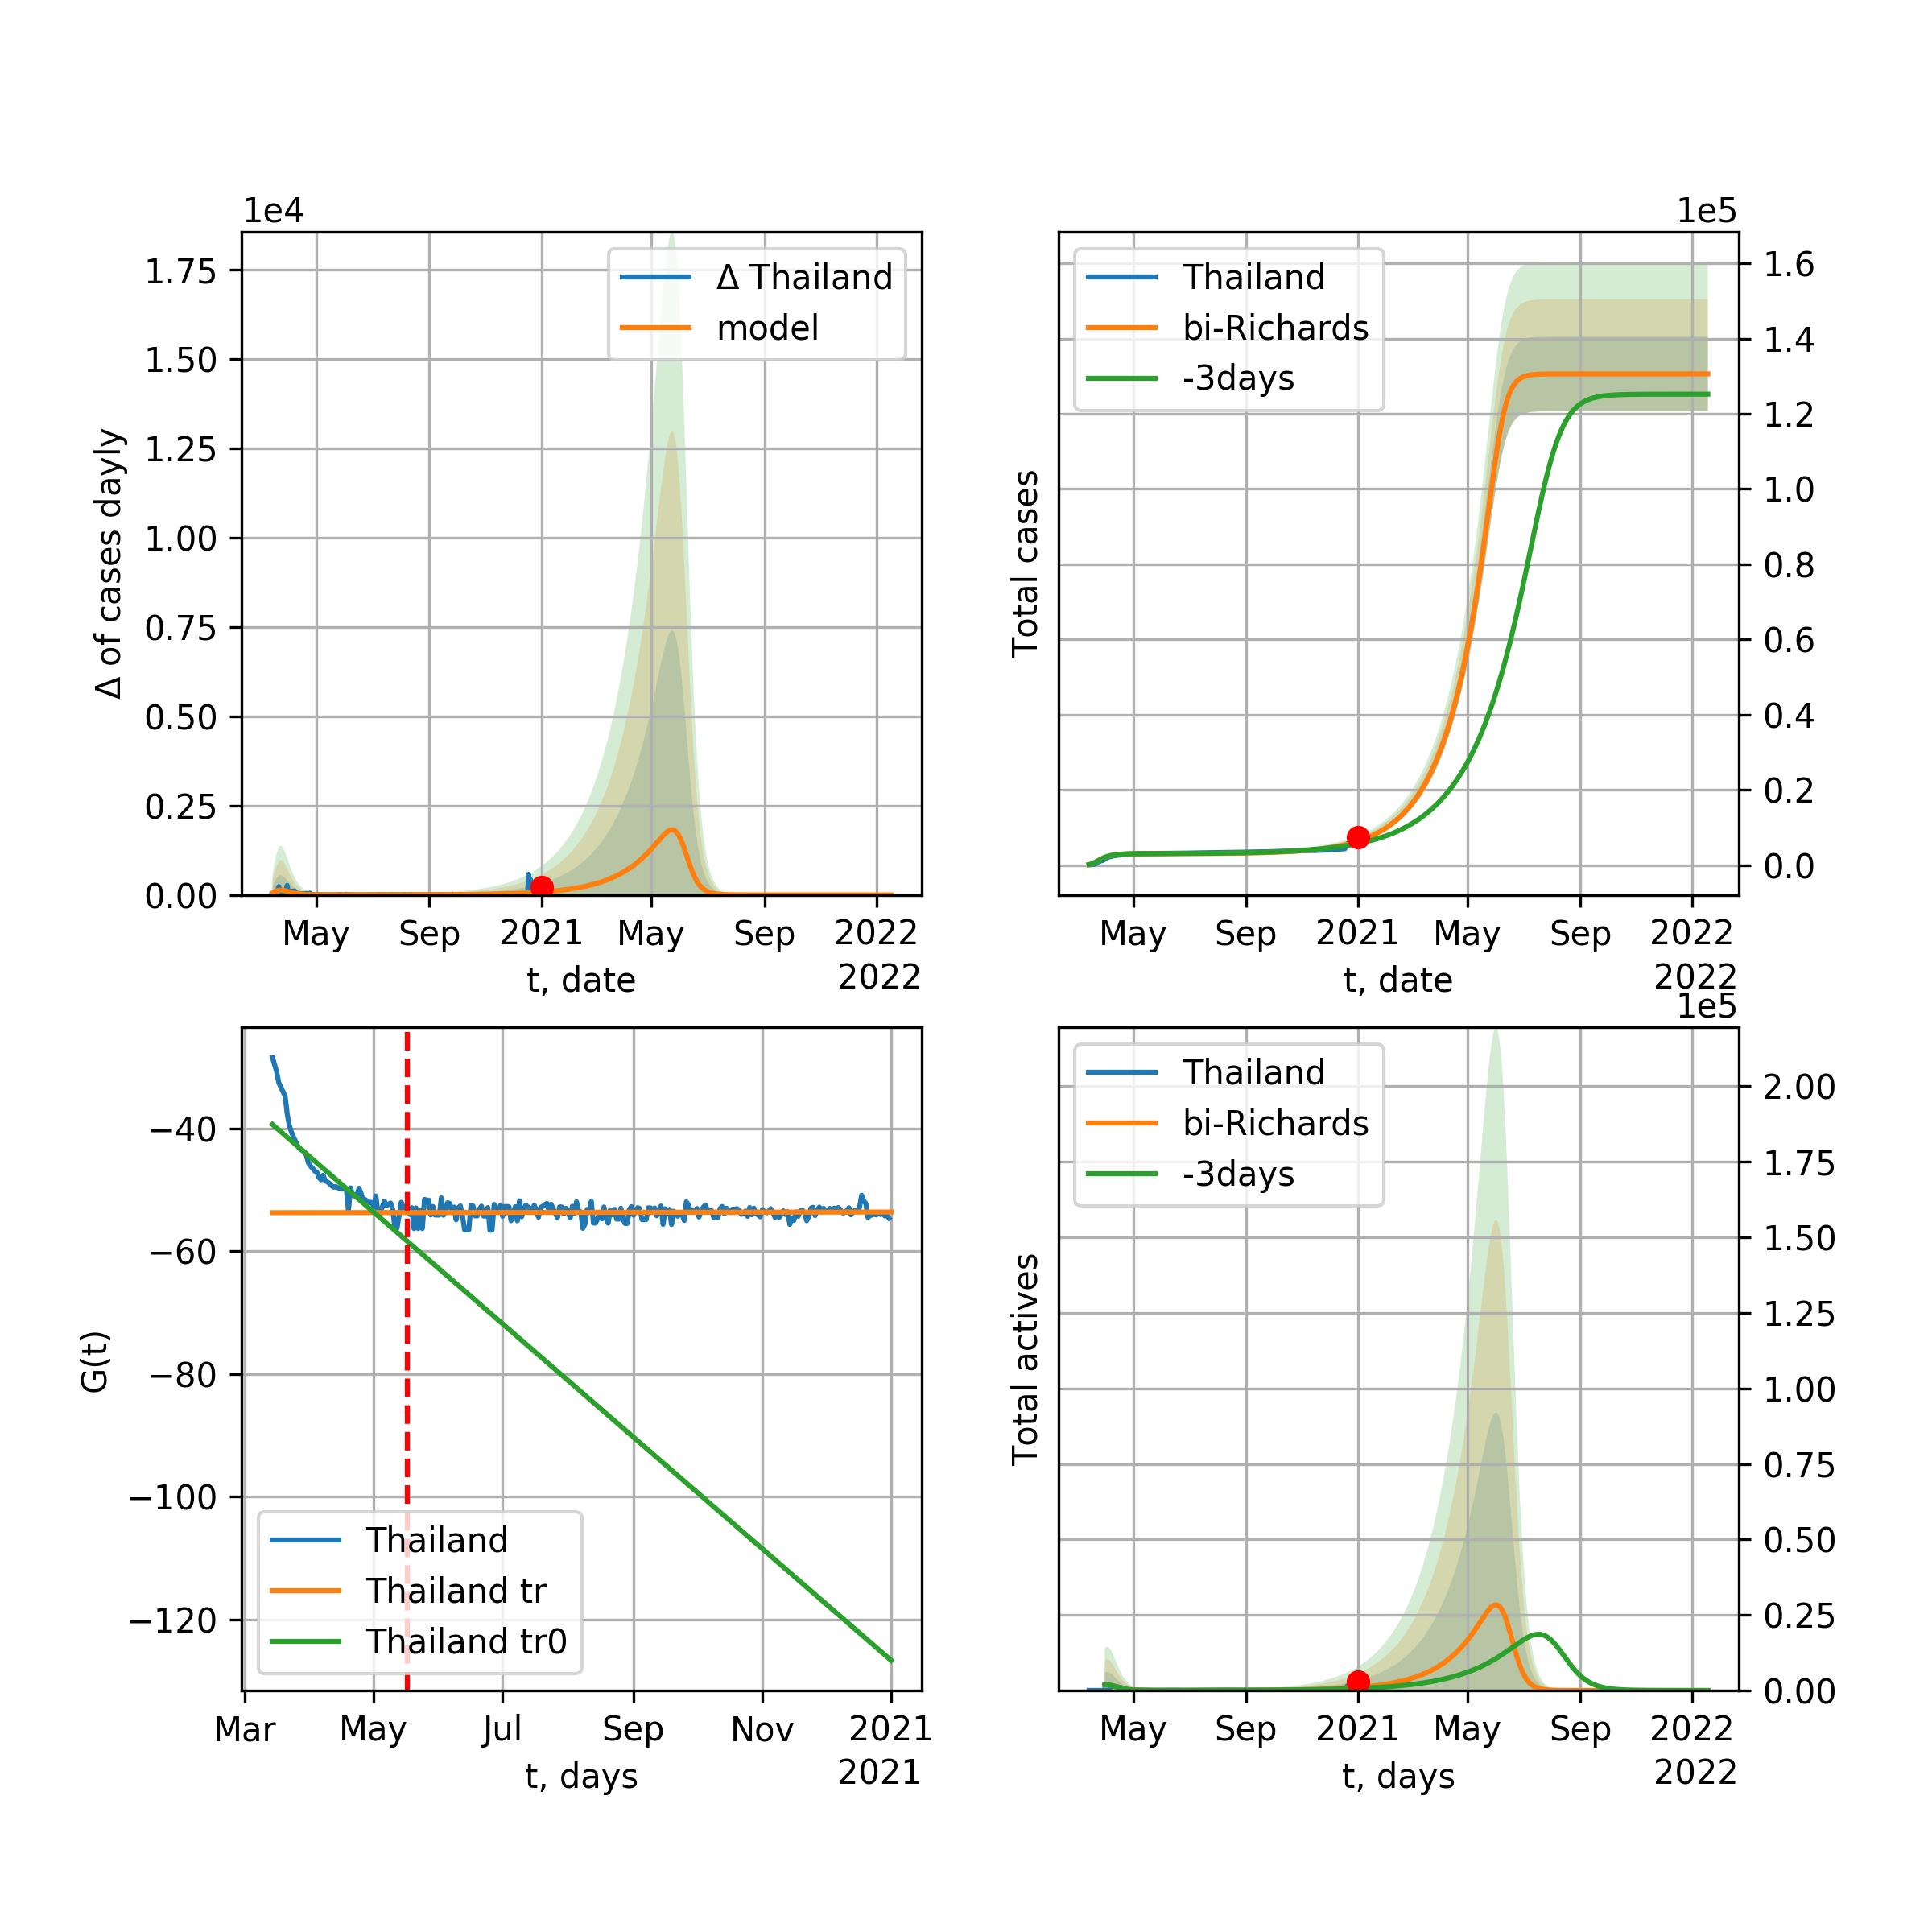 1e4
1.75
1.50
1.25
1.00
0.75
0.50
0.25
0.00
Δ of cases dayly
Δ Thailand
model
May Sep 2021 May Sep 2022
t, date
2022
1e5
1.6
1.4
1.2
1.0
0.8
0.6
0.4
0.2
0.0
Total cases
Thailand
bi-Richards
-3days
May Sep 2021 May Sep 2022
t, date
2022
−40
−60
−80
−100
−120
G(t)
Thailand
Thailand tr
Thailand tr0
Mar May Jul Sep Nov 2021
t, days
2021
1e5
2.00
1.75
1.50
1.25
1.00
0.75
0.50
0.25
0.00
Total actives
Thailand
bi-Richards
-3days
May Sep 2021 May Sep 2022
t, days
2022